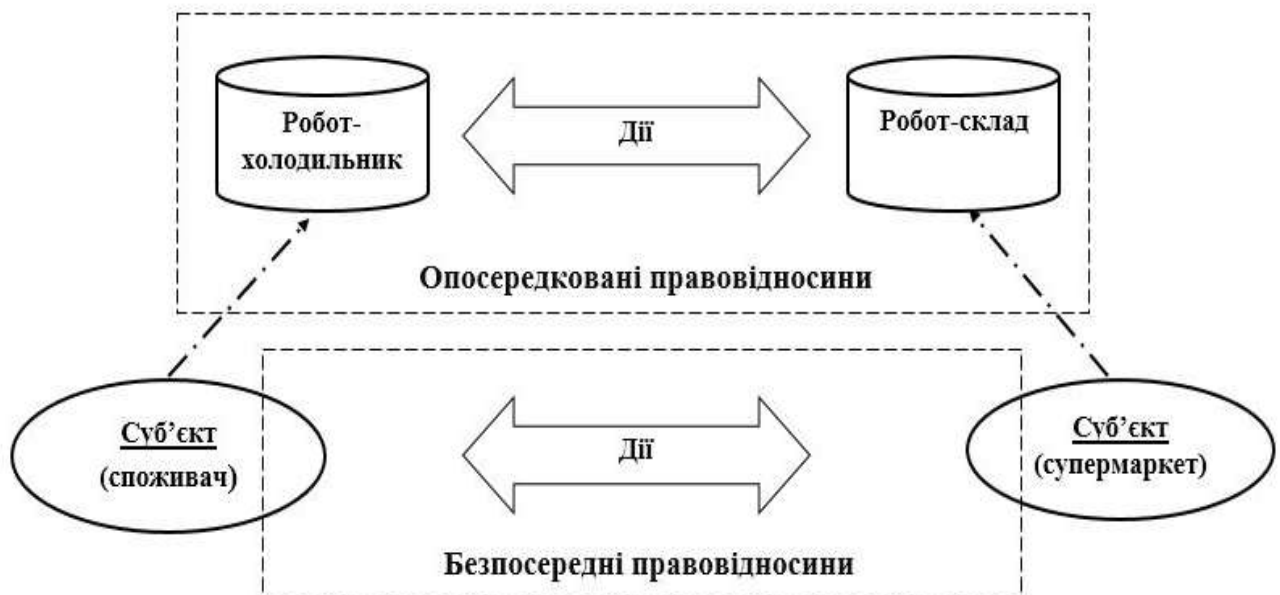 Робот-
холодильник
Дії
Робот-склад
Опосередковані правовідносини
Суб’єкт
(споживач)
Дії
Суб’єкт
(супермаркет)
Безпосередні правовідносини